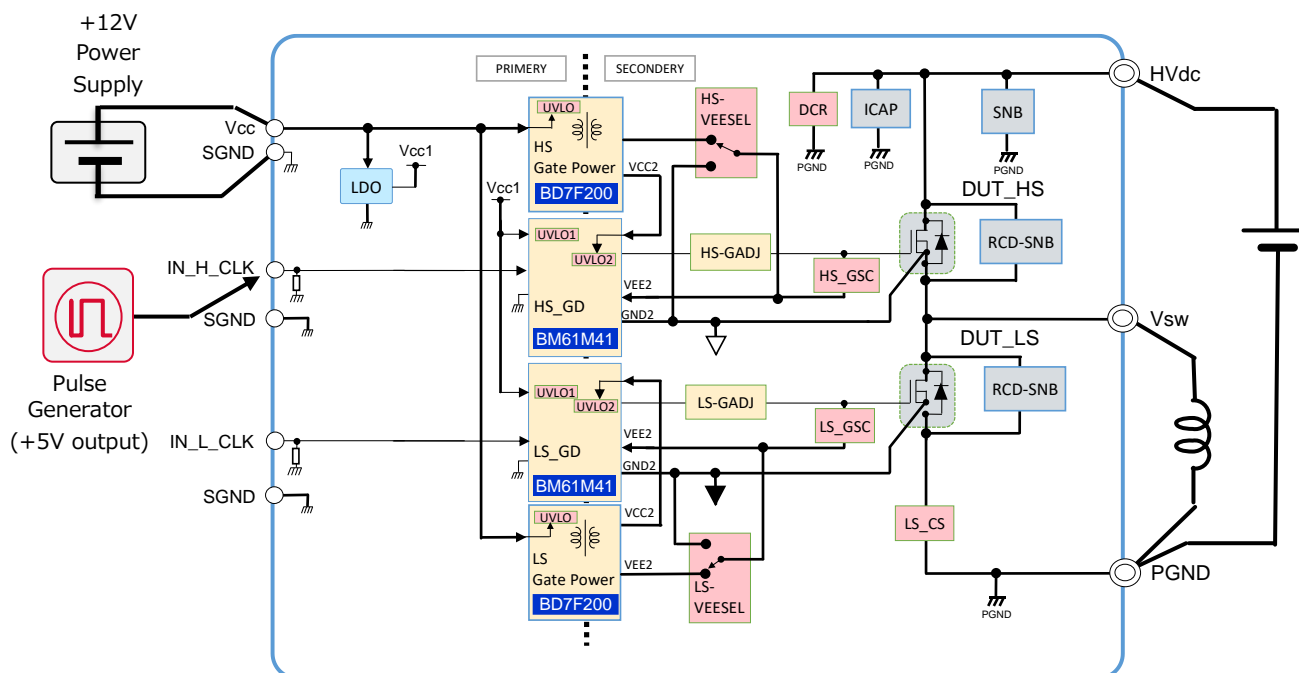 +12V
Power
Supply
Vcc
SGND
IN_H_CLK
SGND
Pulse
Generator
(+5V output)
IN_L_CLK
SGND
PRIMERY
SECONDERY
LDO
Vcc1
Vcc1
UVLO
HS
Gate Power
BD7F200
VCC2
HS-
VEESEL
UVLO1
UVLO2
HS_GD
BM61M41
VEE2
GND2
HS-GADJ
HS_GSC
UVLO1
UVLO2
LS_GD
BM61M41
VEE2
GND2
LS-GADJ
LS_GSC
UVLO
LS
Gate Power
BD7F200
VCC2
VEE2
LS-
VEESEL
DCR
PGND
ICAP
PGND
SNB
PGND
DUT_HS
RCD-SNB
DUT_LS
RCD-SNB
LS_CS
PGND
HVdc
Vsw
PGND